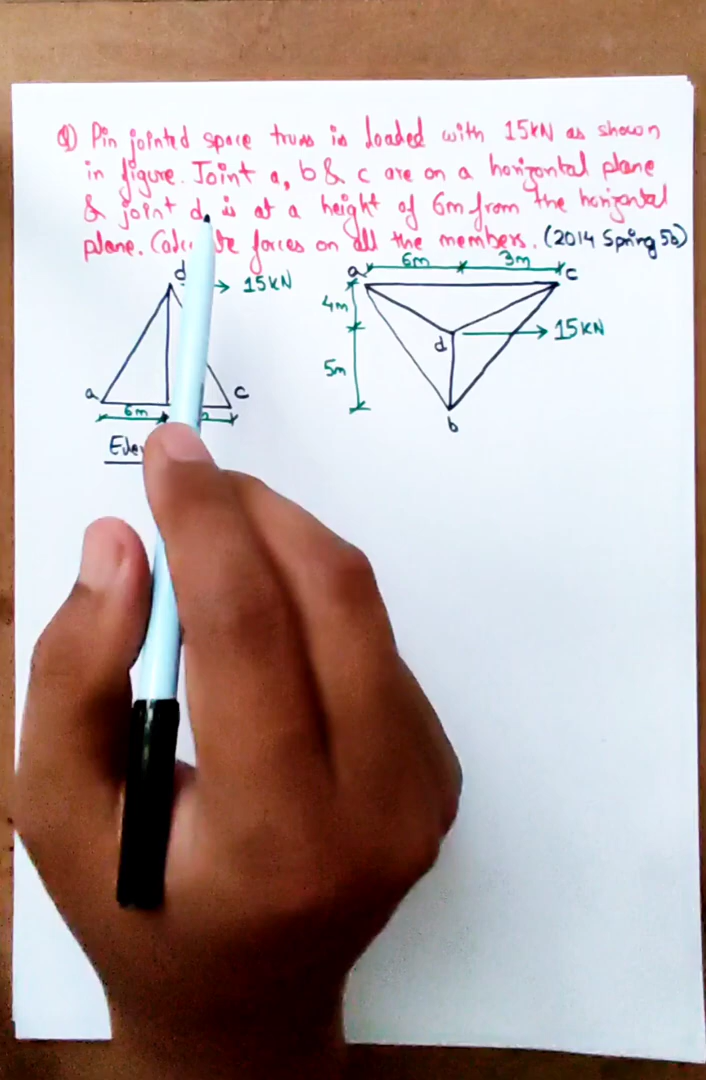 Q) Pin jointed space truss is loaded with 15kN as shown
in figure. Joint a, b & c are on a horizontal plane
& joint d, is at a height of 6m from the horizontal
plane. forces on all the members. (2014 Spring 5b)
d 15kN
a c
6m
a 6m 3m c
4m
d 15kN
5m
b